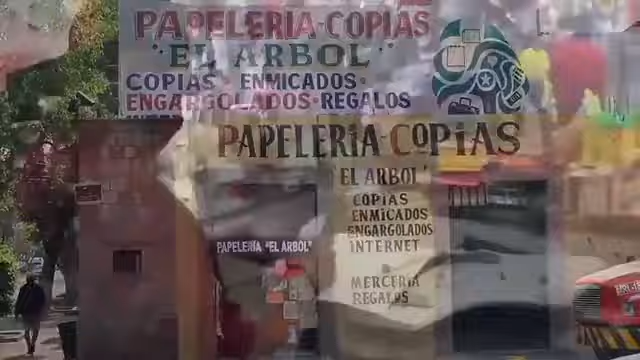 PAPELERIA-COPIAS
"EL ARBOL"
COPIAS · ENMICADOS ·
ENGARGOLADOS · REGALOS
PAPELERIA-COPIAS
"EL ARBOL"
COPIAS
ENMICADOS
ENGARGOLADOS
INTERNET
MERCERIA
REGALOS
PAPELERIA "EL ARBOL"